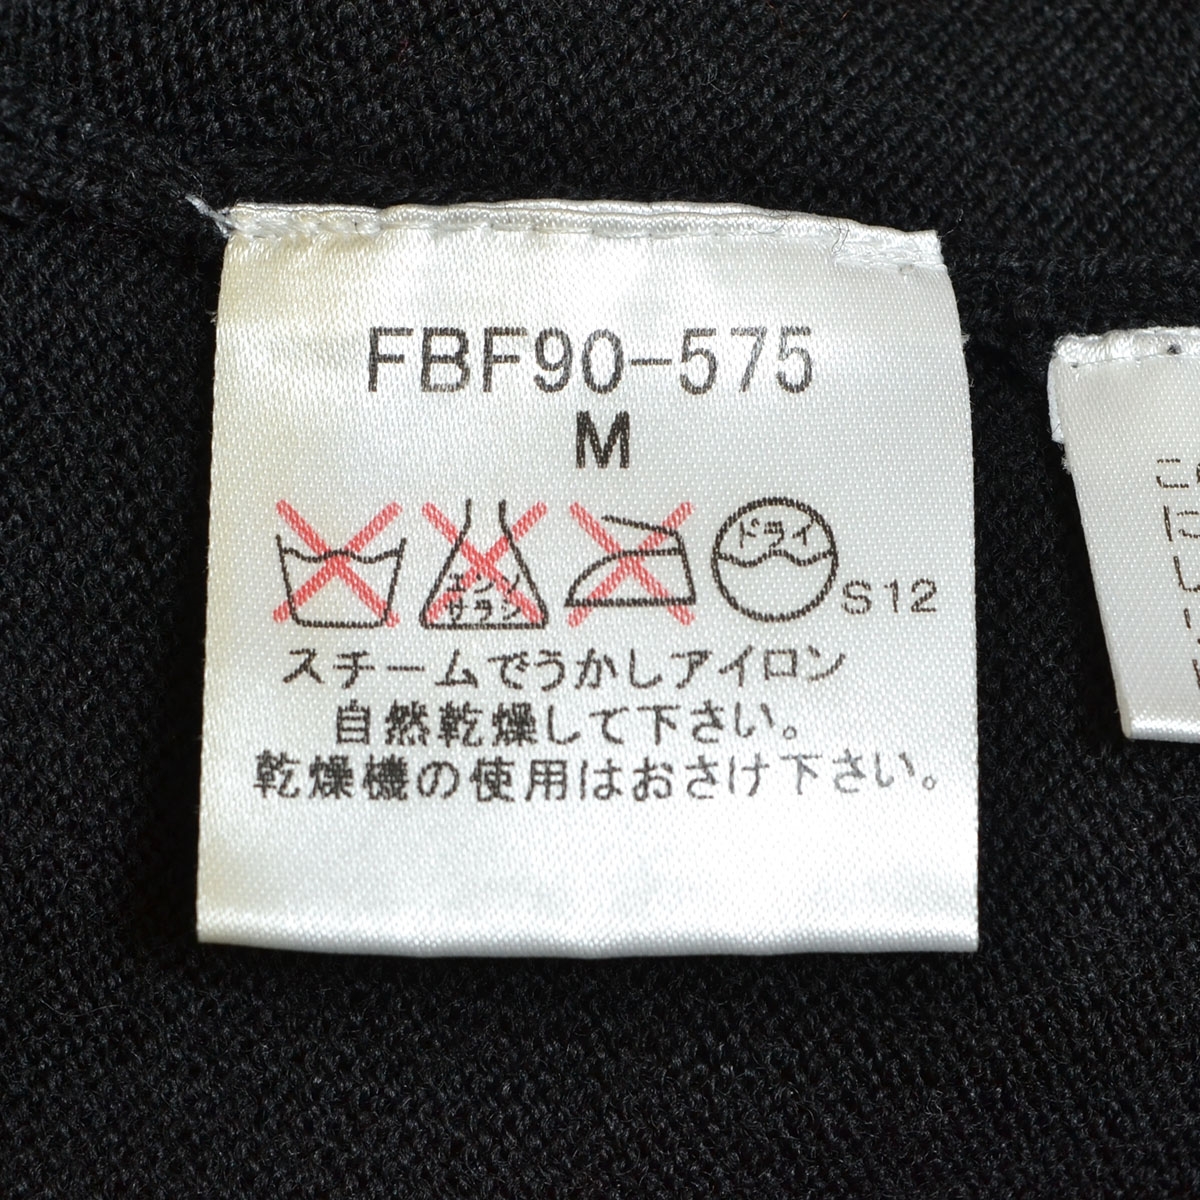 FBF90-575
M
エンソ
サラシ
ドライ
S12
スチームでうかしアイロン
自然乾燥して下さい。
乾燥機の使用はおさけ下さい。